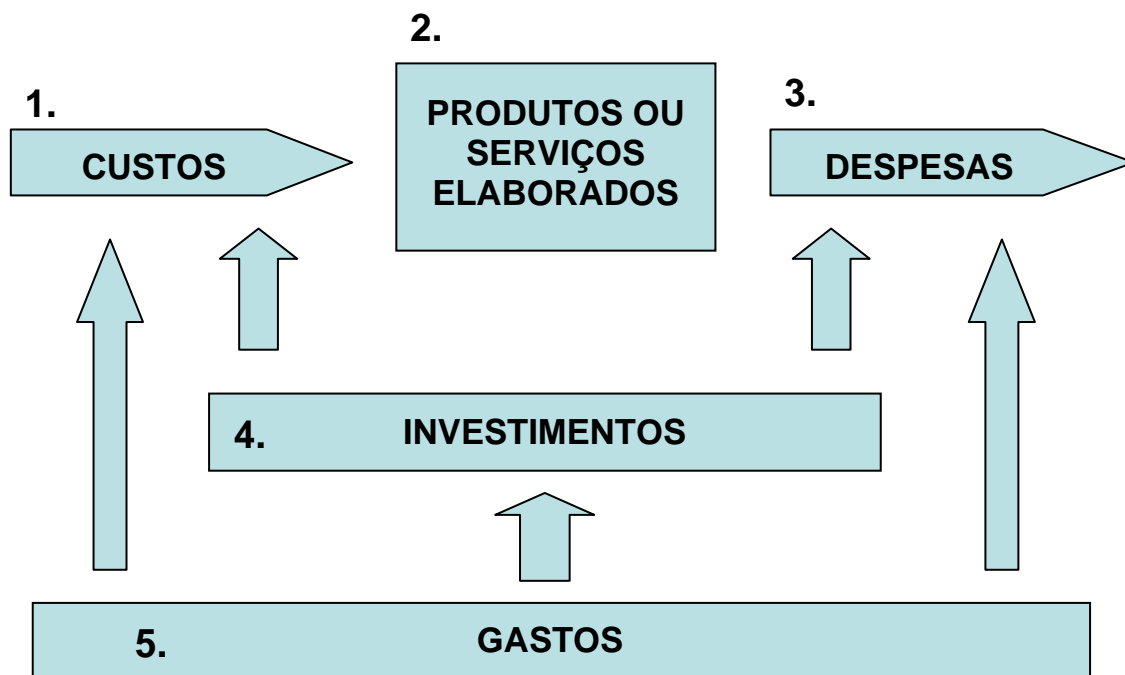 1.
CUSTOS
2.
PRODUTOS OU
SERVIÇOS
ELABORADOS
3.
DESPESAS
4. INVESTIMENTOS
5. GASTOS